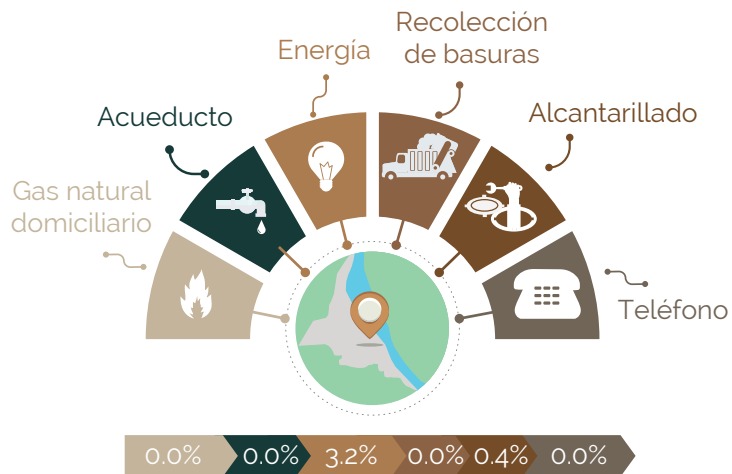 Recolección
de basuras
Energía
Acueducto
Alcantarillado
Gas natural
domiciliario
Teléfono
0.0% 0.0% 3.2% 0.0% 0.4% 0.0%